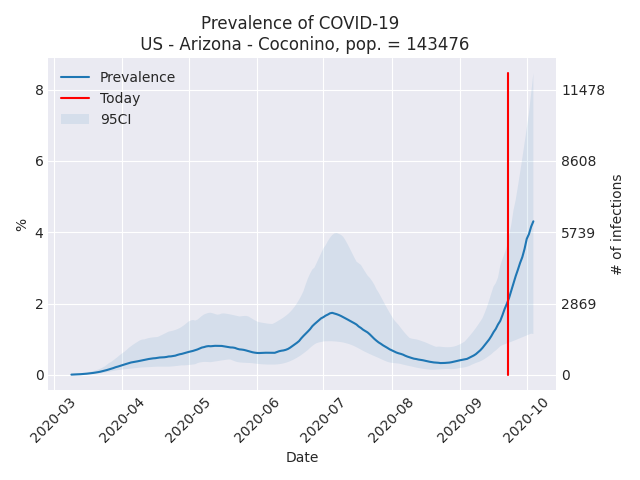 Prevalence of COVID-19
US - Arizona - Coconino, pop. = 143476
Prevalence
Today
95CI
8
6
4
2
0
%
11478
8608
5739
2869
0
# of infections
2020-03
2020-04
2020-05
2020-06
2020-07
2020-08
2020-09
2020-10
Date